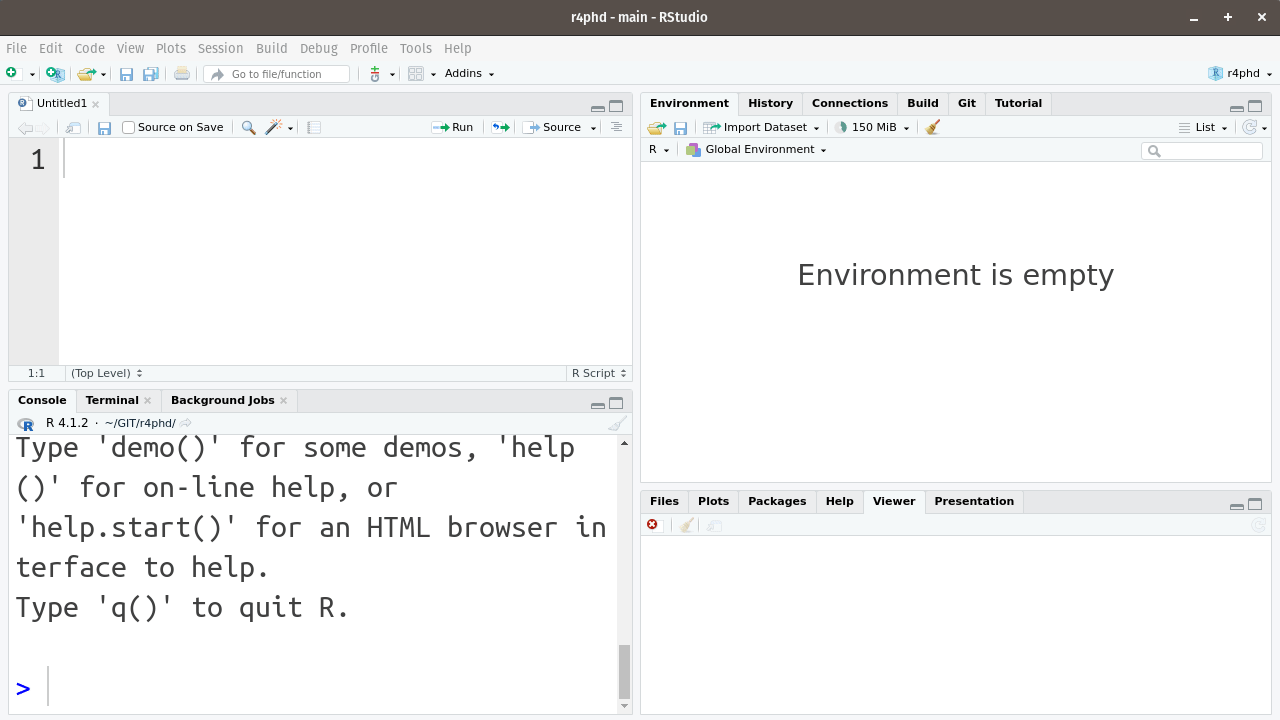 r4phd - main - RStudio
File Edit Code View Plots Session Build Debug Profile Tools Help
Go to file/function Addins r4phd
Untitled1
Source on Save Run Source
1
1:1 (Top Level) R Script
Console Terminal Background Jobs
R 4.1.2 · ~/GIT/r4phd/
Type 'demo()' for some demos, 'help
()' for on-line help, or
'help.start()' for an HTML browser in
terface to help.
Type 'q()' to quit R.
>
Environment History Connections Build Git Tutorial
Import Dataset 150 MiB List
R Global Environment
Environment is empty
Files Plots Packages Help Viewer Presentation